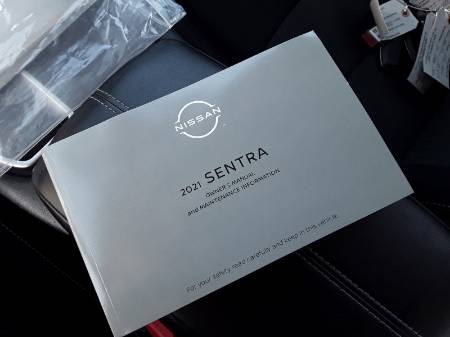 NISSAN
2021 SENTRA
OWNER'S MANUAL
and MAINTENANCE INFORMATION
For your safety read carefully and keep in this vehicle.